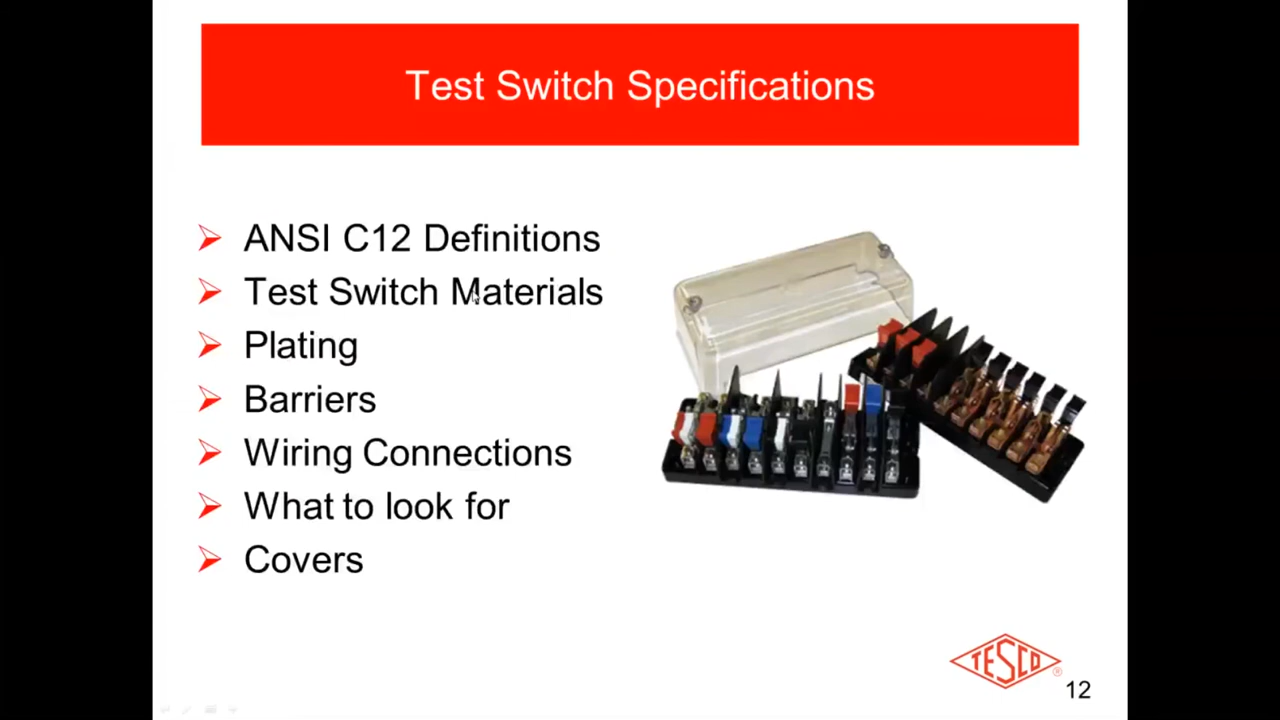 Test Switch Specifications
ANSI C12 Definitions
Test Switch Materials
Plating
Barriers
Wiring Connections
What to look for
Covers
TESCO
®
12